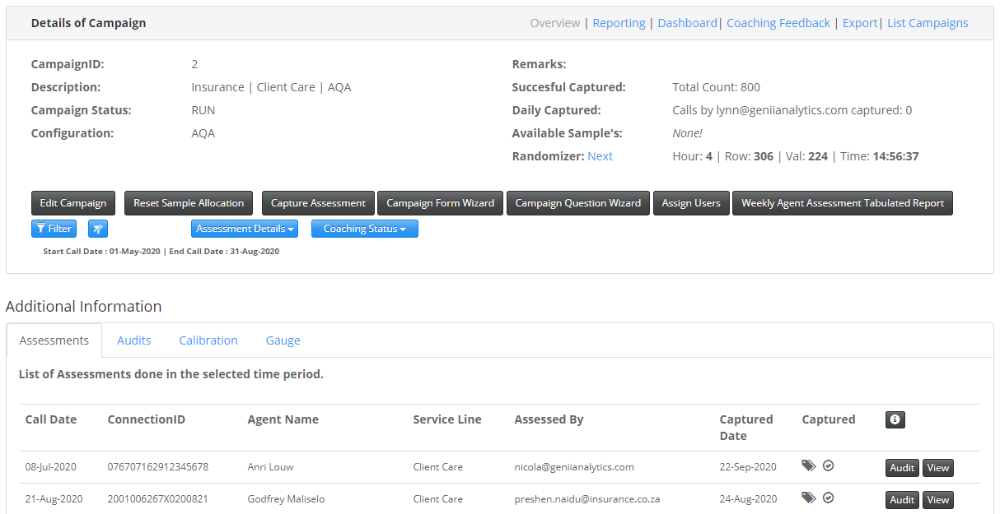 Details of Campaign
Overview | Reporting | Dashboard| Coaching Feedback | Export| List Campaigns
CampaignID: 2
Description: Insurance | Client Care | AQA
Campaign Status: RUN
Configuration: AQA
Remarks:
Succesful Captured: Total Count: 800
Daily Captured: Calls by lynn@geniianalytics.com captured: 0
Available Sample's: None!
Randomizer: Next Hour: 4 | Row: 306 | Val: 224 | Time: 14:56:37
Edit Campaign Reset Sample Allocation Capture Assessment Campaign Form Wizard Campaign Question Wizard Assign Users Weekly Agent Assessment Tabulated Report
Filter Assessment Details Coaching Status
Start Call Date : 01-May-2020 | End Call Date : 31-Aug-2020
Additional Information
Assessments Audits Calibration Gauge
List of Assessments done in the selected time period.
Call Date ConnectionID Agent Name Service Line Assessed By Captured Date Captured
08-Jul-2020 076707162912345678 Anri Louw Client Care nicola@geniianalytics.com 22-Sep-2020 Audit View
21-Aug-2020 2001006267X0200821 Godfrey Maliselo Client Care preshen.naidu@insurance.co.za 24-Aug-2020 Audit View